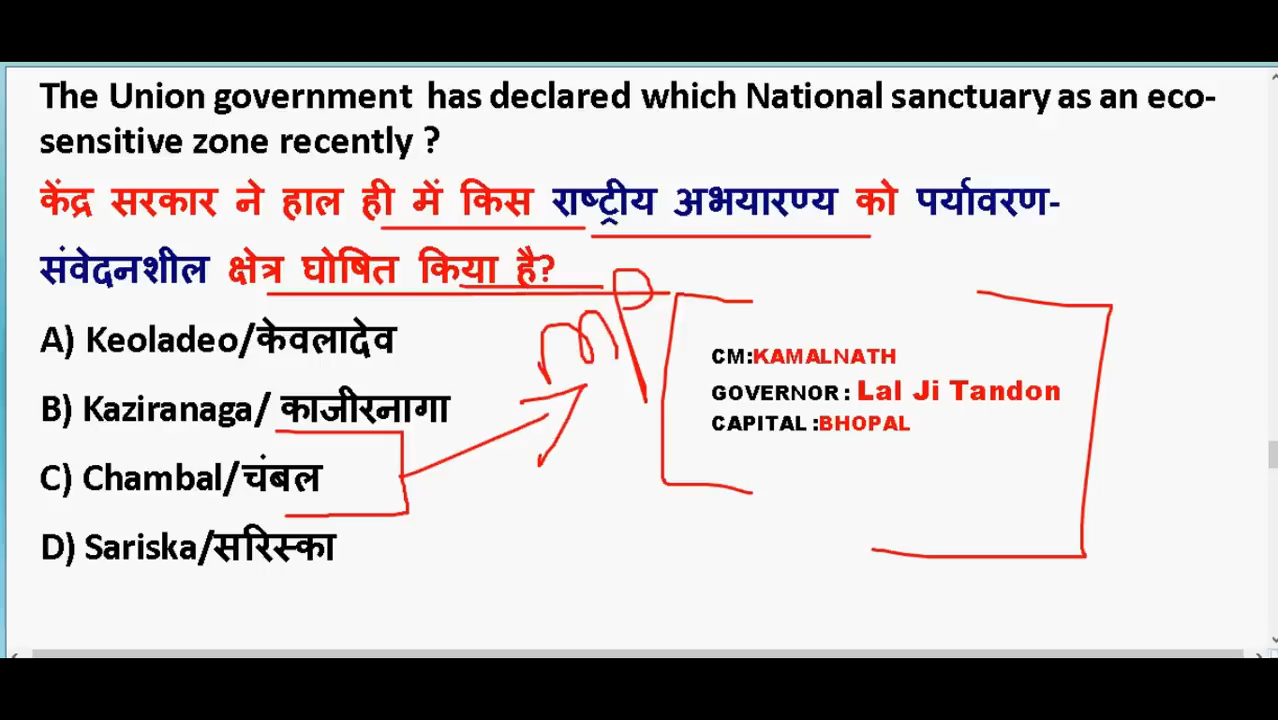 The Union government has declared which National sanctuary as an eco-
sensitive zone recently ?
केंद्र सरकार ने हाल ही में किस राष्ट्रीय अभयारण्य को पर्यावरण-
संवेदनशील क्षेत्र घोषित किया है?
A) Keoladeo/केवलादेव
B) Kaziranaga/ काजीरनागा
C) Chambal/चंबल
D) Sariska/सरिस्का
MP
CM:KAMALNATH
GOVERNOR : Lal Ji Tandon
CAPITAL :BHOPAL